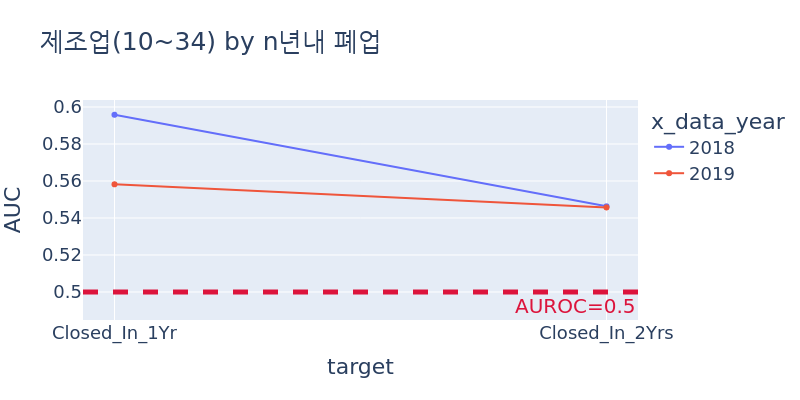 제조업(10~34) by n년내 폐업
x_data_year
2018
2019
AUC
0.6
0.58
0.56
0.54
0.52
0.5
AUROC=0.5
Closed_In_1Yr
Closed_In_2Yrs
target